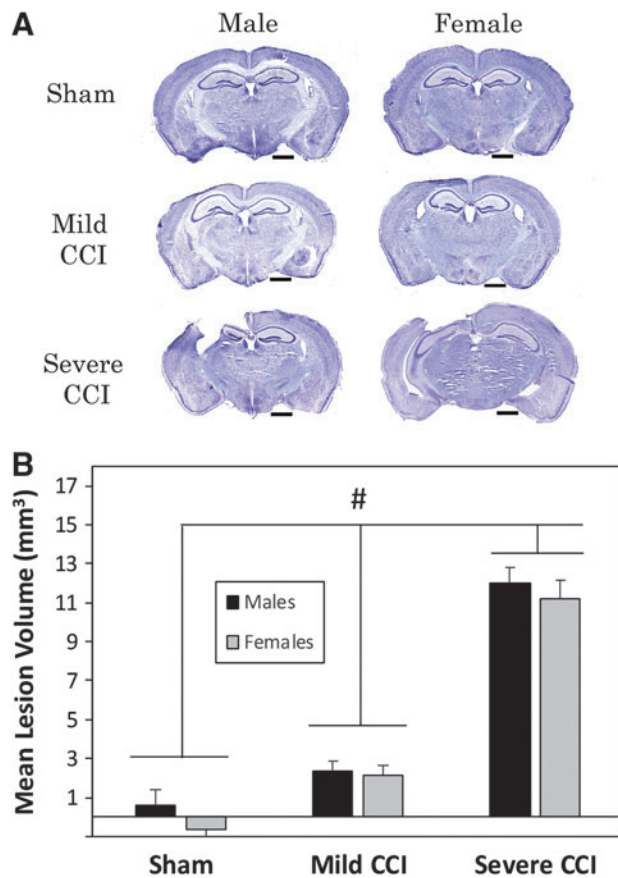 A
Male
Female
Sham
Mild
CCI
Severe
CCI
B
Mean Lesion Volume (mm³)
17
15
13
11
9
7
5
3
1
#
Males
Females
Sham
Mild CCI
Severe CCI